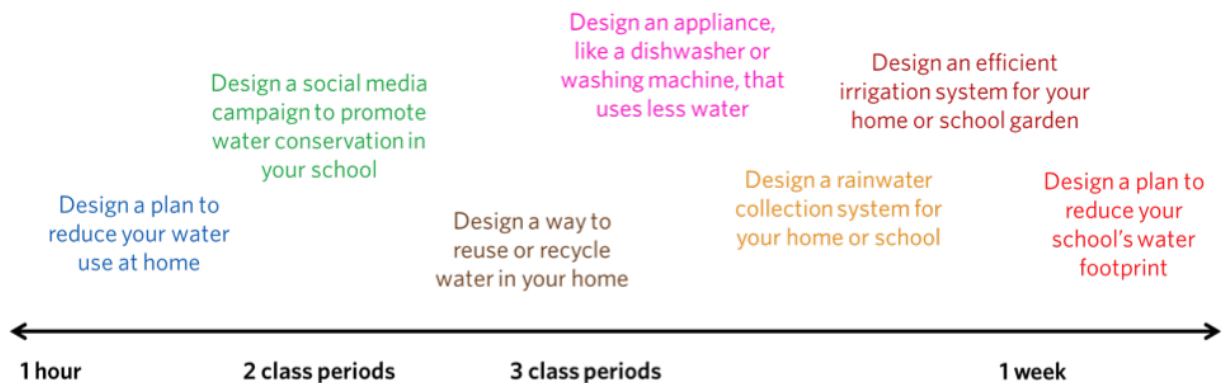 Design an appliance,
like a dishwasher or
washing machine, that
uses less water
Design a social media
campaign to promote
water conservation in
your school
Design an efficient
irrigation system for your
home or school garden
Design a plan to
reduce your water
use at home
Design a way to
reuse or recycle
water in your home
Design a rainwater
collection system for
your home or school
Design a plan to
reduce your
school's water
footprint
1 hour
2 class periods
3 class periods
1 week